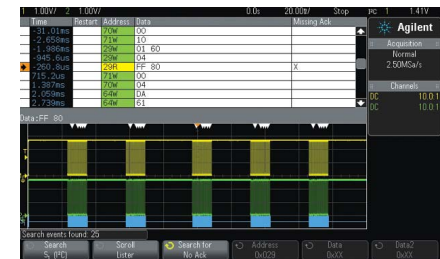 1 1.00V/ 2 1.00V/ 0.0s 20.00ms/ Stop I²C 1 1.41V
Time Restart Address Data Missing Ack
-31.01ms 70W 00
-2.658ms 71W 10
-1.986ms 29W 01 60
-945.6us 29W 04
-260.8us 29R FF 80 X
715.2us 71W 00
1.387ms 70W 04
2.059ms 64W DA
2.739ms 64W 61
Agilent
Acquisition
Normal
2.50MSa/s
Channels
DC 10.0:1
DC 10.0:1
Data:FF 80
Search events found: 25
Search S₁ (I²C)
Scroll Lister
Search for No Ack
Address 0x029
Data 0xXX
Data2 0xXX